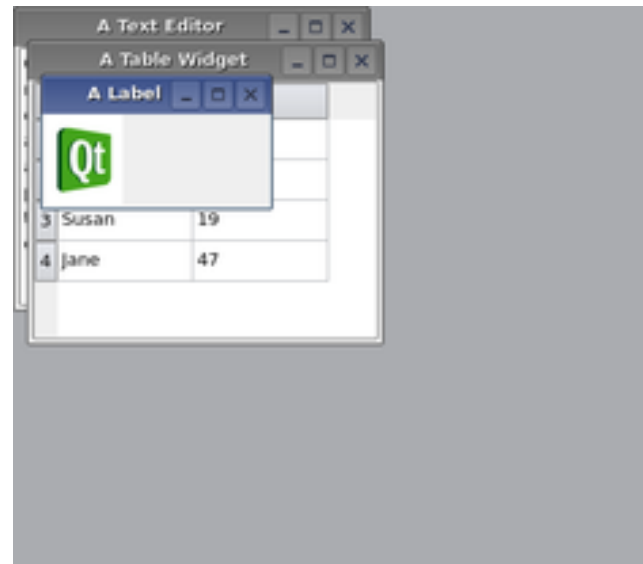 A Text Editor
A Table Widget
A Label
Qt
3 Susan 19
4 Jane 47